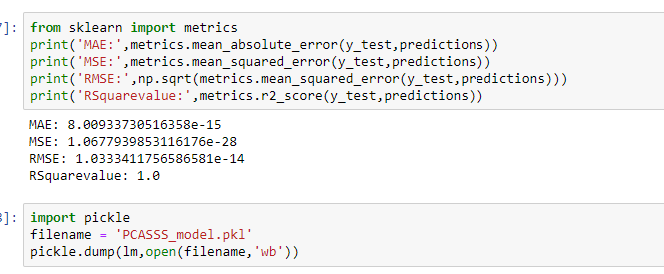 ]: from sklearn import metrics
print('MAE:',metrics.mean_absolute_error(y_test,predictions))
print('MSE:',metrics.mean_squared_error(y_test,predictions))
print('RMSE:',np.sqrt(metrics.mean_squared_error(y_test,predictions)))
print('RSquarevalue:',metrics.r2_score(y_test,predictions))
MAE: 8.00933730516358e-15
MSE: 1.0677939853116176e-28
RMSE: 1.0333411756586581e-14
RSquarevalue: 1.0
]: import pickle
filename = 'PCASSS_model.pkl'
pickle.dump(lm,open(filename,'wb'))